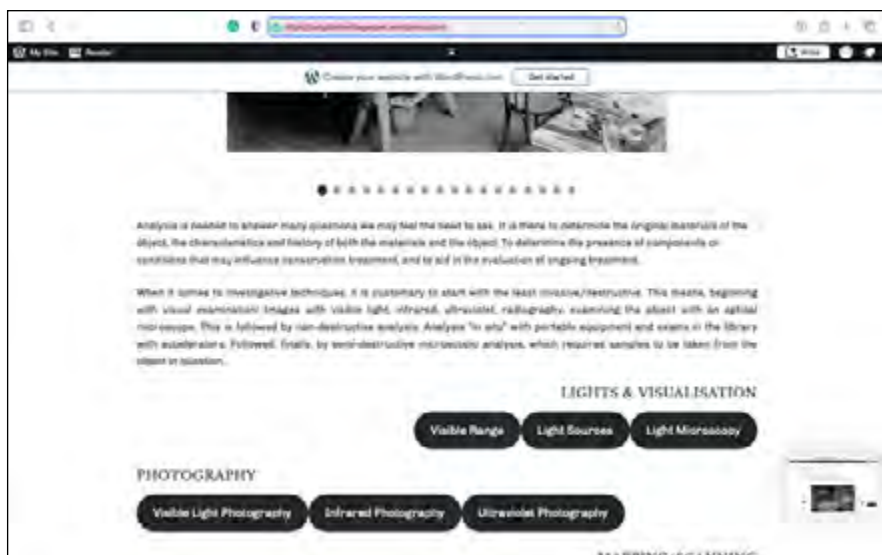 My Site Reader
Create your website with WordPress.com Get started
Analysis is needed to answer many questions we may feel the need to ask. It is there to determine the original materials of the
object, the characteristics and history of both the materials and the object. To determine the presence of components or
conditions that may influence conservation treatment, and to aid in the evaluation of ongoing treatment.
When it comes to investigative techniques, it is customary to start with the least invasive/destructive. This means, beginning
with visual examination: images with visible light, infrared, ultraviolet, radiography, examining the object with an optical
microscope. This is followed by non-destructive analysis. Analysis "in situ" with portable equipment and exams in the library
with accelerators. Followed, finally, by semi-destructive microscopic analysis, which required samples to be taken from the
object in question.
LIGHTS & VISUALISATION
Visible Range Light Sources Light Microscopy
PHOTOGRAPHY
Visible Light Photography Infrared Photography Ultraviolet Photography